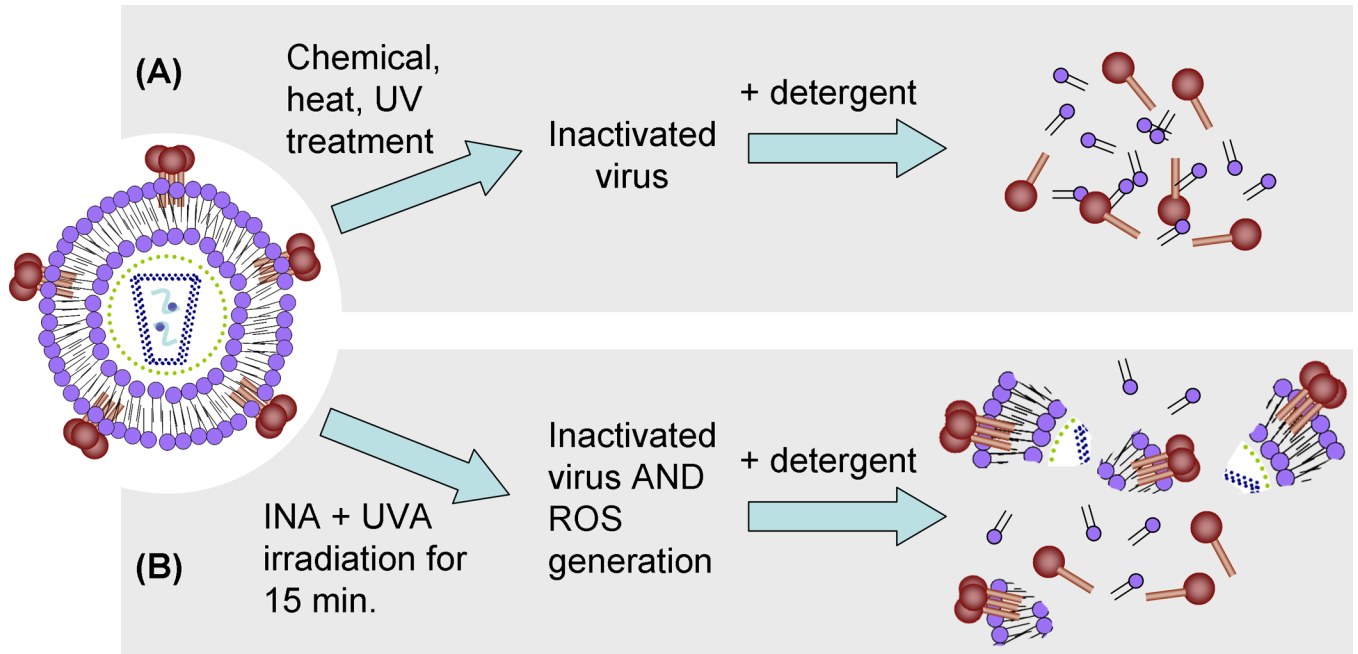 (A)
Chemical,
heat, UV
treatment
Inactivated
virus
+ detergent
(B)
INA + UVA
irradiation for
15 min.
Inactivated
virus AND
ROS
generation
+ detergent